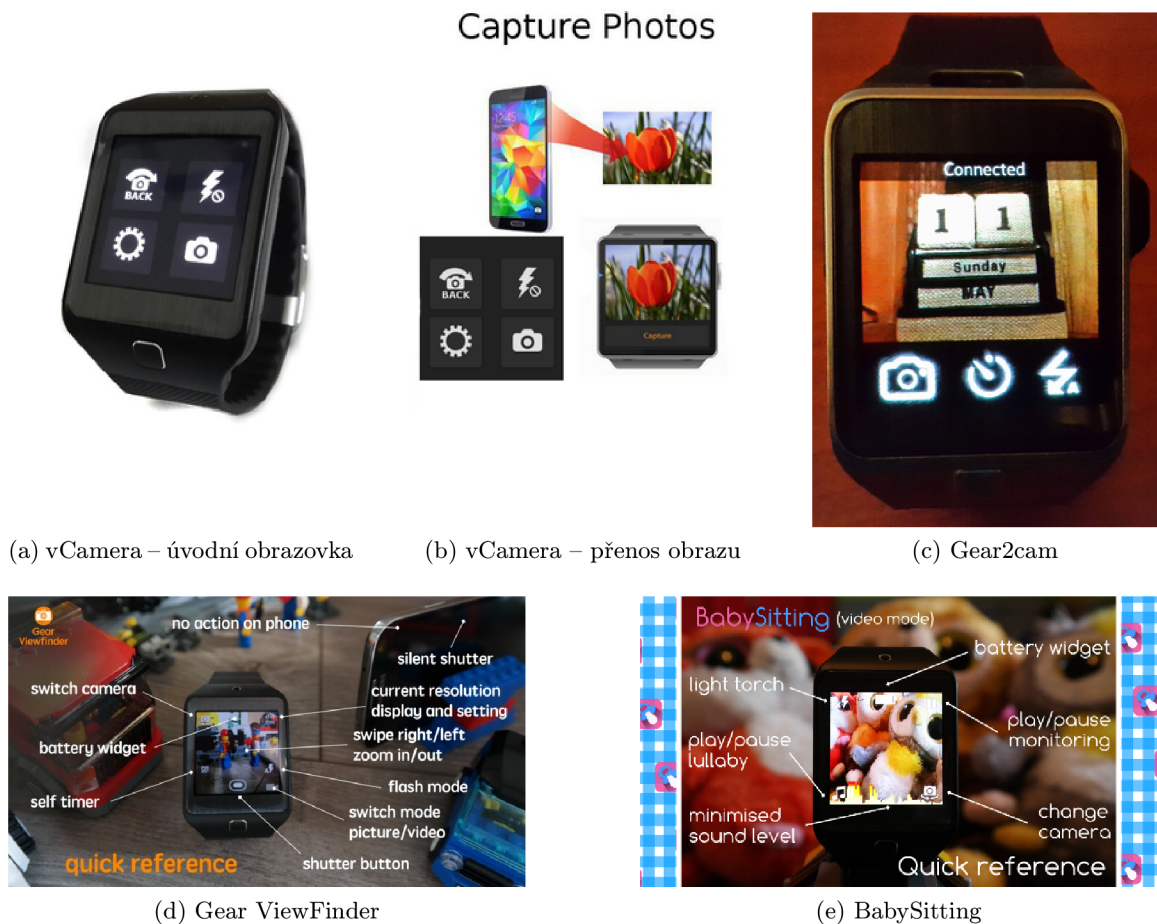 Capture Photos
BACK
12:45
BACK
Capture
Connected
1 1
Sunday
MAY
A
(a) vCamera – úvodní obrazovka
(b) vCamera – přenos obrazu
(c) Gear2cam
Gear
Viewfinder
no action on phone
silent shutter
switch camera
current resolution
display and setting
battery widget
swipe right/left
zoom in/out
self timer
flash mode
switch mode
picture/video
shutter button
quick reference
(d) Gear ViewFinder
BabySitting (video mode)
battery widget
light torch
play/pause
monitoring
play/pause
lullaby
minimised
sound level
change
camera
Quick reference
(e) BabySitting